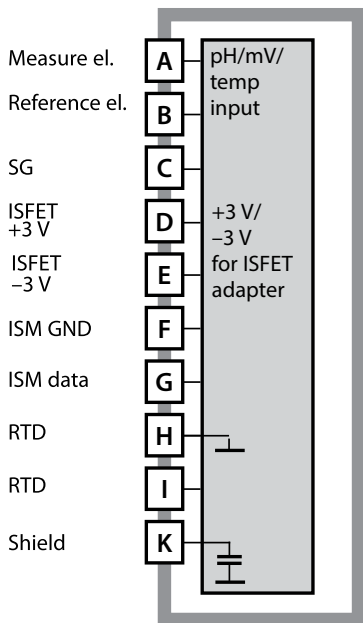 Measure el.
A
pH/mV/
temp
input
Reference el.
B
SG
C
ISFET
+3 V
D
+3 V/
–3 V
for ISFET
adapter
ISFET
–3 V
E
ISM GND
F
ISM data
G
RTD
H
RTD
I
Shield
K